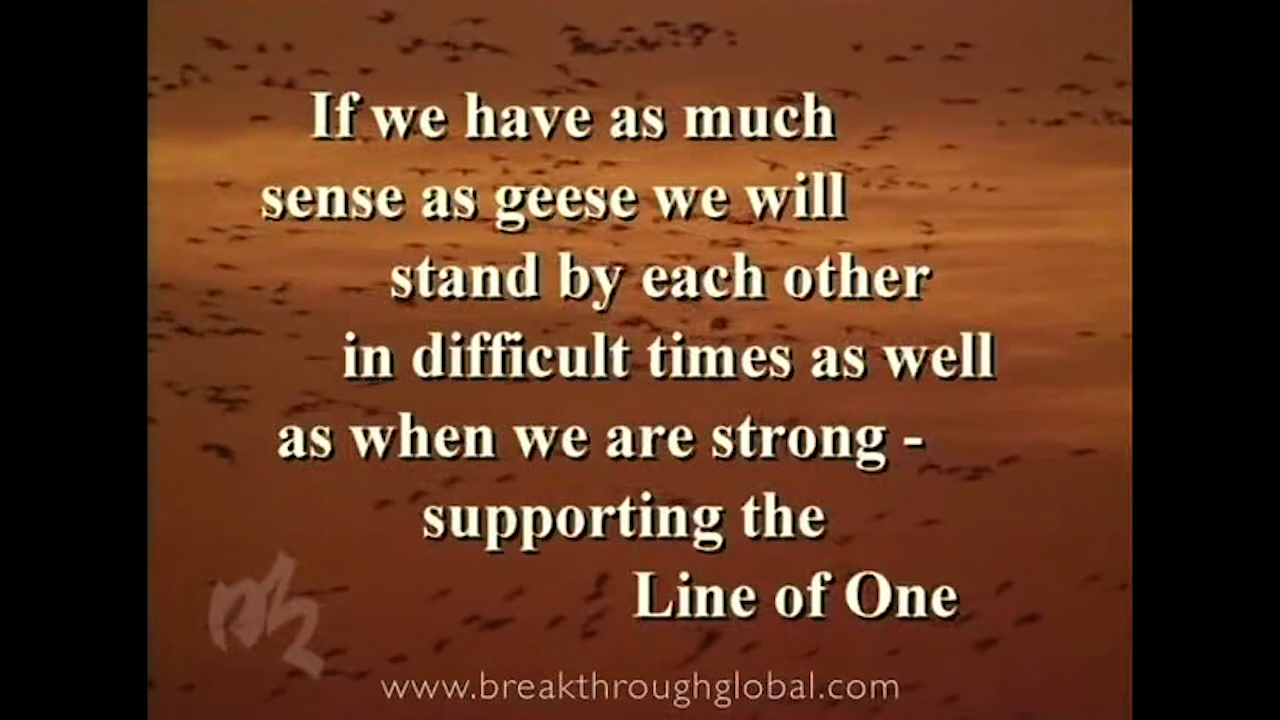 If we have as much
sense as geese we will
stand by each other
in difficult times as well
as when we are strong -
supporting the
Line of One
www.breakthroughglobal.com